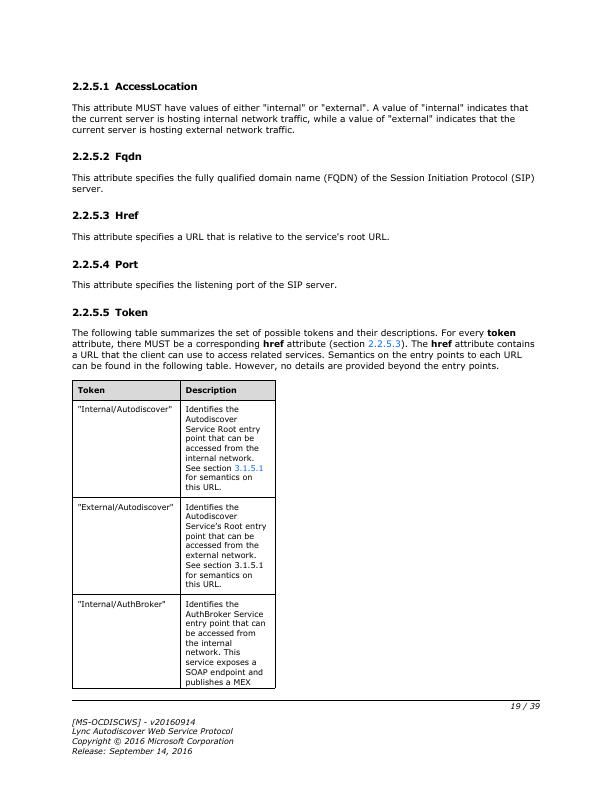 2.2.5.1 AccessLocation
This attribute MUST have values of either "internal" or "external". A value of "internal" indicates that
the current server is hosting internal network traffic, while a value of "external" indicates that the
current server is hosting external network traffic.
2.2.5.2 Fqdn
This attribute specifies the fully qualified domain name (FQDN) of the Session Initiation Protocol (SIP)
server.
2.2.5.3 Href
This attribute specifies a URL that is relative to the service's root URL.
2.2.5.4 Port
This attribute specifies the listening port of the SIP server.
2.2.5.5 Token
The following table summarizes the set of possible tokens and their descriptions. For every token
attribute, there MUST be a corresponding href attribute (section 2.2.5.3). The href attribute contains
a URL that the client can use to access related services. Semantics on the entry points to each URL
can be found in the following table. However, no details are provided beyond the entry points.
Token Description
"Internal/Autodiscover" Identifies the
Autodiscover
Service Root entry
point that can be
accessed from the
internal network.
See section 3.1.5.1
for semantics on
this URL.
"External/Autodiscover" Identifies the
Autodiscover
Service's Root entry
point that can be
accessed from the
external network.
See section 3.1.5.1
for semantics on
this URL.
"Internal/AuthBroker" Identifies the
AuthBroker Service
entry point that can
be accessed from
the internal
network. This
service exposes a
SOAP endpoint and
publishes a MEX
19 / 39
[MS-OCDISCWS] - v20160914
Lync Autodiscover Web Service Protocol
Copyright © 2016 Microsoft Corporation
Release: September 14, 2016